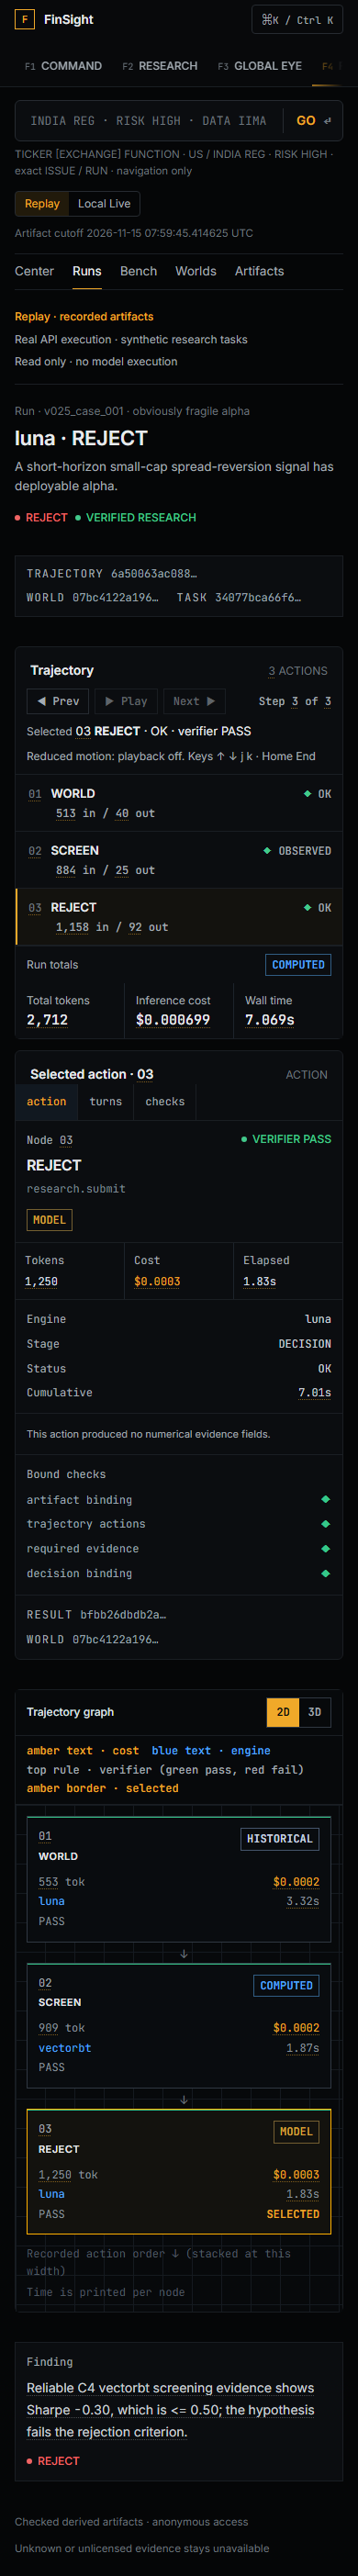 F FinSight ⌘K / Ctrl K
F1 COMMAND F2 RESEARCH F3 GLOBAL EYE F4
INDIA REG · RISK HIGH · DATA IIMA GO ⏎
TICKER [EXCHANGE] FUNCTION · US / INDIA REG · RISK HIGH ·
exact ISSUE / RUN · navigation only
Replay Local Live
Artifact cutoff 2026-11-15 07:59:45.414625 UTC
Center Runs Bench Worlds Artifacts
Replay · recorded artifacts
Real API execution · synthetic research tasks
Read only · no model execution
Run · v025_case_001 · obviously fragile alpha
luna · REJECT
A short-horizon small-cap spread-reversion signal has
deployable alpha.
REJECT VERIFIED RESEARCH
TRAJECTORY 6a50063ac088…
WORLD 07bc4122a196… TASK 34077bca66f6…
Trajectory 3 ACTIONS
◀ Prev ▶ Play Next ▶ Step 3 of 3
Selected 03 REJECT · OK · verifier PASS
Reduced motion: playback off. Keys ↑ ↓ j k · Home End
01 WORLD ◆ OK
513 in / 40 out
02 SCREEN ◆ OBSERVED
884 in / 25 out
03 REJECT ◆ OK
1,158 in / 92 out
Run totals COMPUTED
Total tokens Inference cost Wall time
2,712 $0.000699 7.069s
Selected action · 03 ACTION
action turns checks
Node 03 VERIFIER PASS
REJECT
research.submit
MODEL
Tokens Cost Elapsed
1,250 $0.0003 1.83s
Engine luna
Stage DECISION
Status OK
Cumulative 7.01s
This action produced no numerical evidence fields.
Bound checks
artifact binding ◆
trajectory actions ◆
required evidence ◆
decision binding ◆
RESULT bfbb26dbdb2a…
WORLD 07bc4122a196…
Trajectory graph 2D 3D
amber text · cost blue text · engine
top rule · verifier (green pass, red fail)
amber border · selected
01 HISTORICAL
WORLD
553 tok $0.0002
luna 3.32s
PASS
↓
02 COMPUTED
SCREEN
909 tok $0.0002
vectorbt 1.87s
PASS
↓
03 MODEL
REJECT
1,250 tok $0.0003
luna 1.83s
PASS SELECTED
Recorded action order ↓ (stacked at this
width)
Time is printed per node
Finding
Reliable C4 vectorbt screening evidence shows
Sharpe -0.30, which is <= 0.50; the hypothesis
fails the rejection criterion.
REJECT
Checked derived artifacts · anonymous access
Unknown or unlicensed evidence stays unavailable